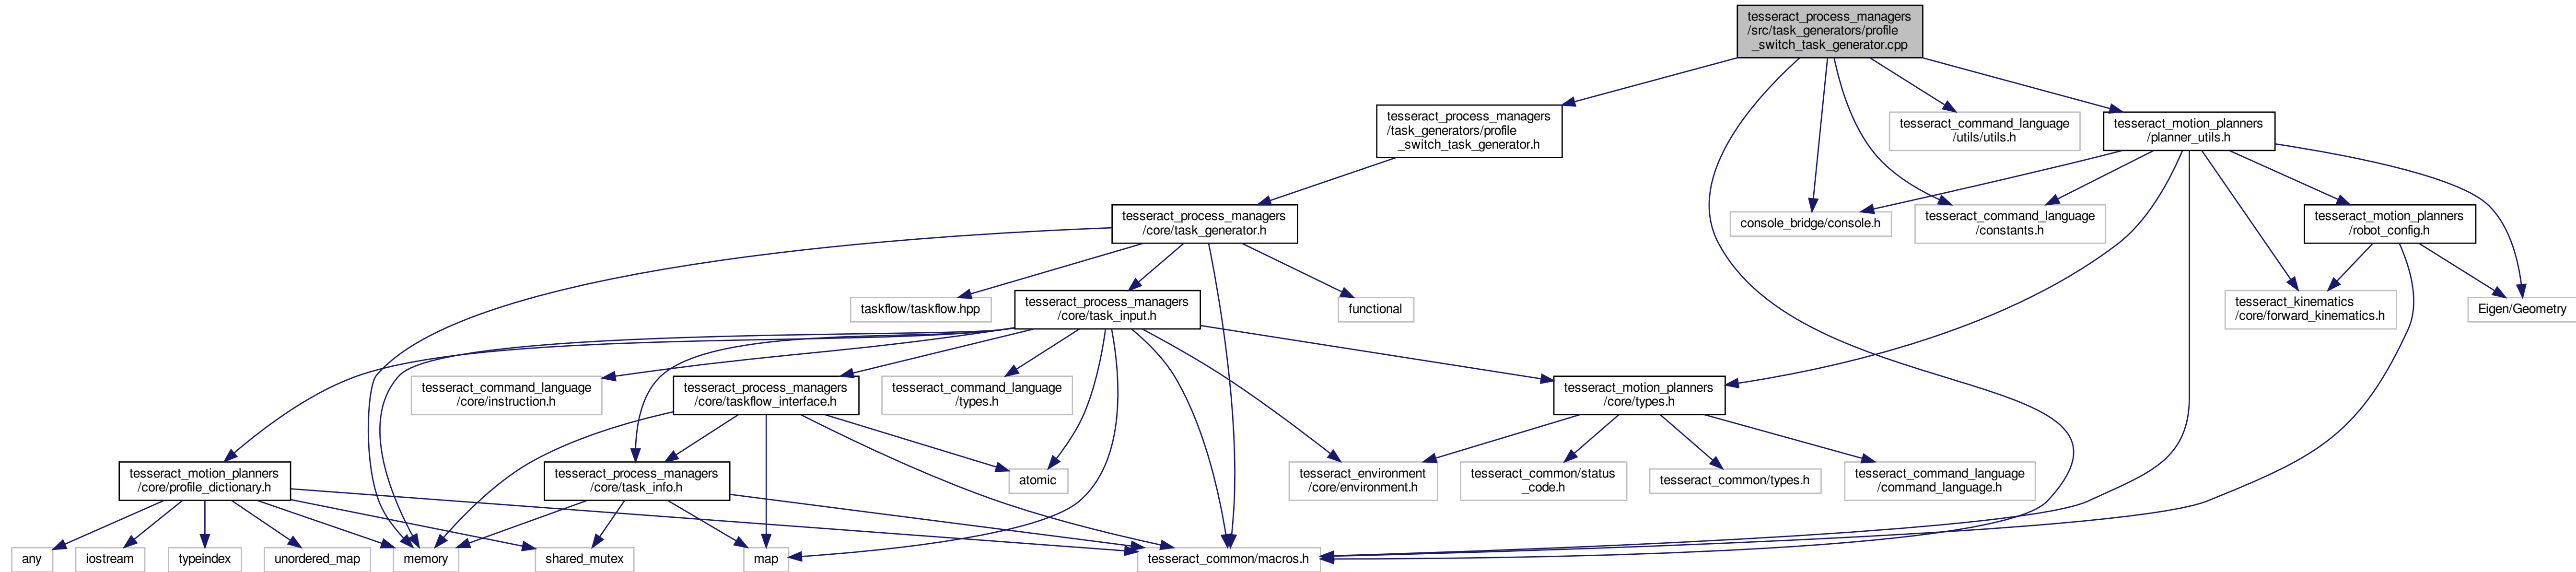 tesseract_process_managers
/src/task_generators/profile
_switch_task_generator.cpp
tesseract_process_managers
/task_generators/profile
_switch_task_generator.h
tesseract_command_language
/utils/utils.h
tesseract_motion_planners
/planner_utils.h
tesseract_process_managers
/core/task_generator.h
console_bridge/console.h
tesseract_command_language
/constants.h
tesseract_motion_planners
/robot_config.h
taskflow/taskflow.hpp
tesseract_process_managers
/core/task_input.h
functional
tesseract_kinematics
/core/forward_kinematics.h
Eigen/Geometry
tesseract_command_language
/core/instruction.h
tesseract_process_managers
/core/taskflow_interface.h
tesseract_command_language
/types.h
tesseract_motion_planners
/core/types.h
tesseract_motion_planners
/core/profile_dictionary.h
tesseract_process_managers
/core/task_info.h
atomic
tesseract_environment
/core/environment.h
tesseract_common/status
_code.h
tesseract_common/types.h
tesseract_command_language
/command_language.h
any
iostream
typeindex
unordered_map
memory
shared_mutex
map
tesseract_common/macros.h